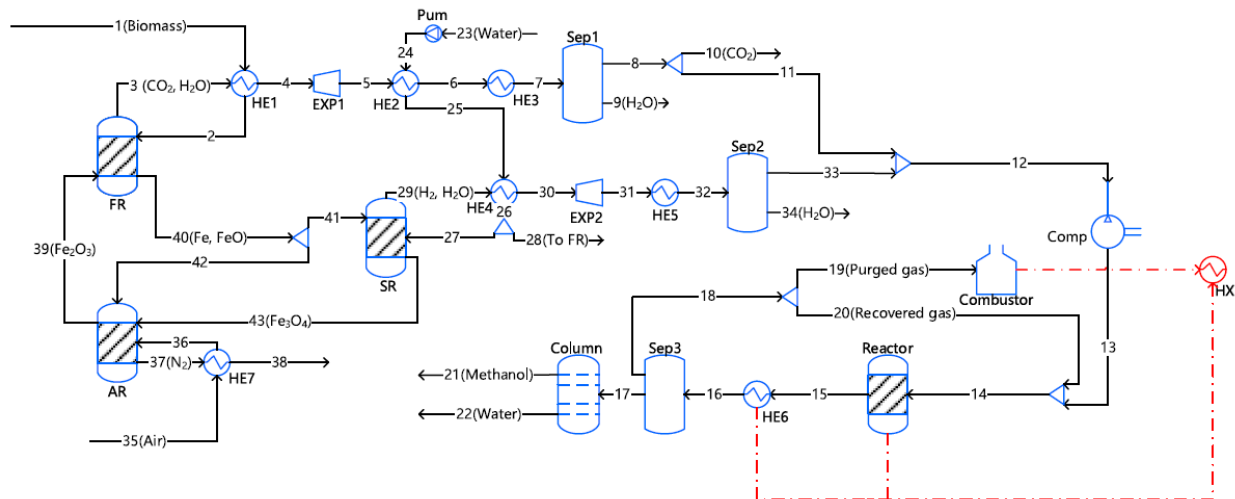 Pum
1(Biomass)
23(Water)
Sep1
24
8
10(CO₂)
3 (CO₂, H₂O)
4
5
6
7
11
HE1
EXP1
HE2
HE3
25
9(H₂O)
2
Sep2
12
33
29(H₂, H₂O)
30
31
32
FR
HE4
26
EXP2
HE5
34(H₂O)
41
40(Fe, FeO)
27
28(To FR)
Comp
39(Fe₂O₃)
42
19(Purged gas)
SR
18
Combustor
HX
20(Recovered gas)
43(Fe₃O₄)
36
Column
Sep3
Reactor
13
37(N₂)
38
21(Methanol)
HE7
AR
17
16
15
14
22(Water)
HE6
35(Air)